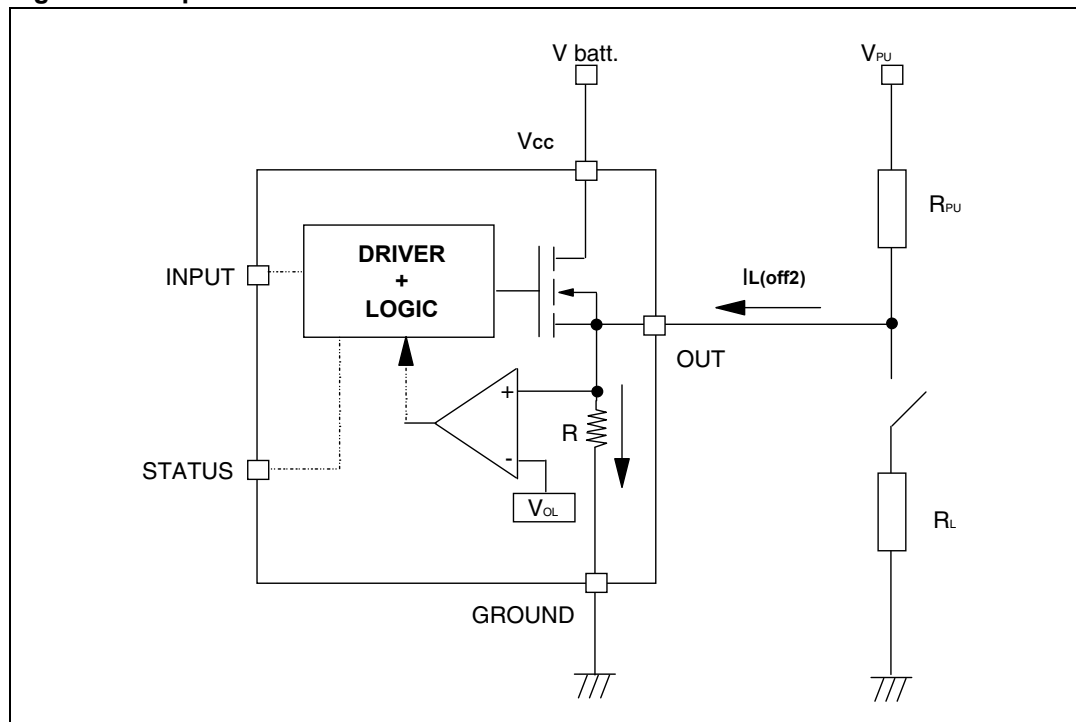 V batt.
VPU
Vcc
RPU
DRIVER
+
LOGIC
INPUT
IL(off2)
OUT
+
R
-
STATUS
VOL
RL
GROUND